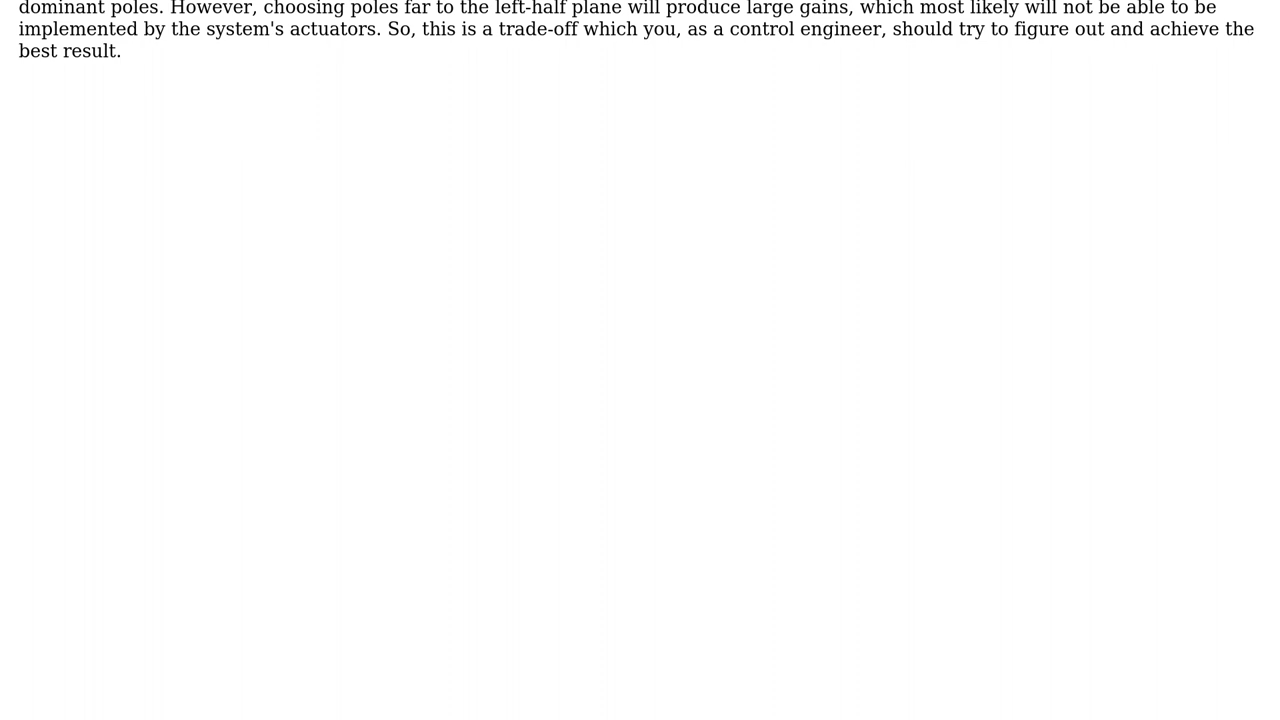 dominant poles. However, choosing poles far to the left-half plane will produce large gains, which most likely will not be able to be
implemented by the system's actuators. So, this is a trade-off which you, as a control engineer, should try to figure out and achieve the
best result.